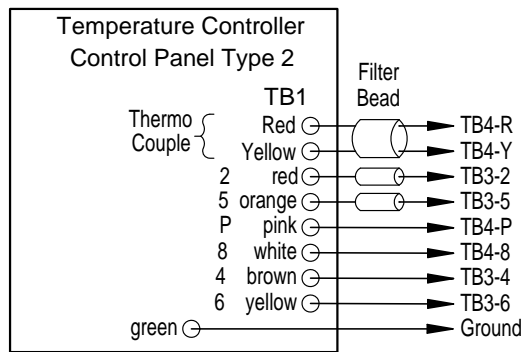 Temperature Controller
Control Panel Type 2
Filter
Bead
TB1
Thermo
Couple
Red TB4-R
Yellow TB4-Y
2 red TB3-2
5 orange TB3-5
P pink TB4-P
8 white TB4-8
4 brown TB3-4
6 yellow TB3-6
green Ground